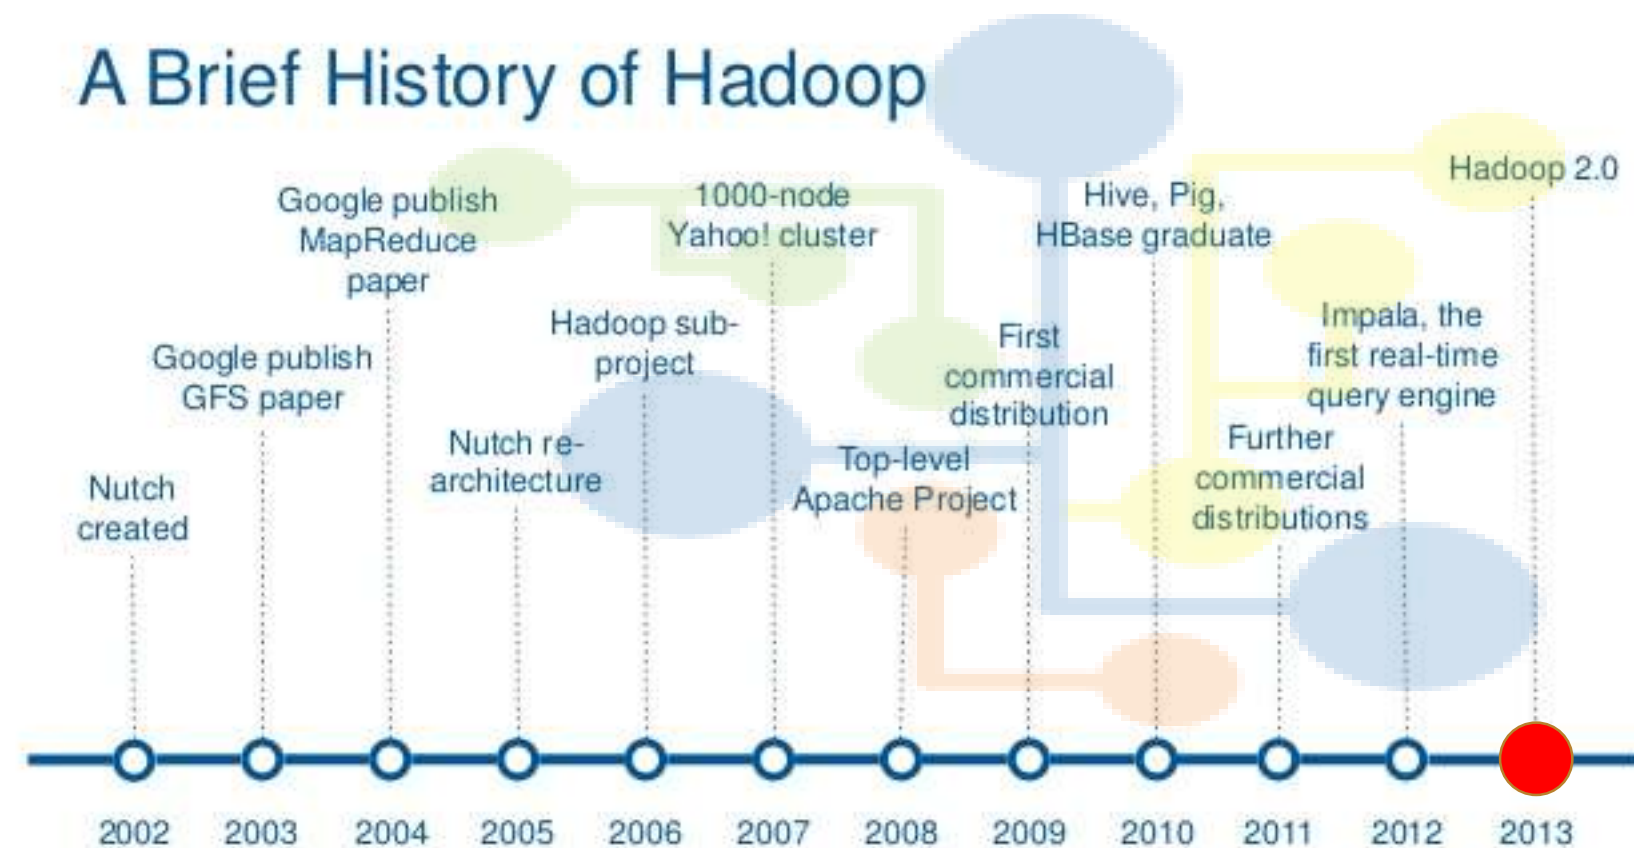 A Brief History of Hadoop
Nutch
created
Google publish
GFS paper
Google publish
MapReduce
paper
Nutch re-
architecture
Hadoop sub-
project
1000-node
Yahoo! cluster
Top-level
Apache Project
First
commercial
distribution
Hive, Pig,
HBase graduate
Further
commercial
distributions
Impala, the
first real-time
query engine
Hadoop 2.0
2002 2003 2004 2005 2006 2007 2008 2009 2010 2011 2012 2013